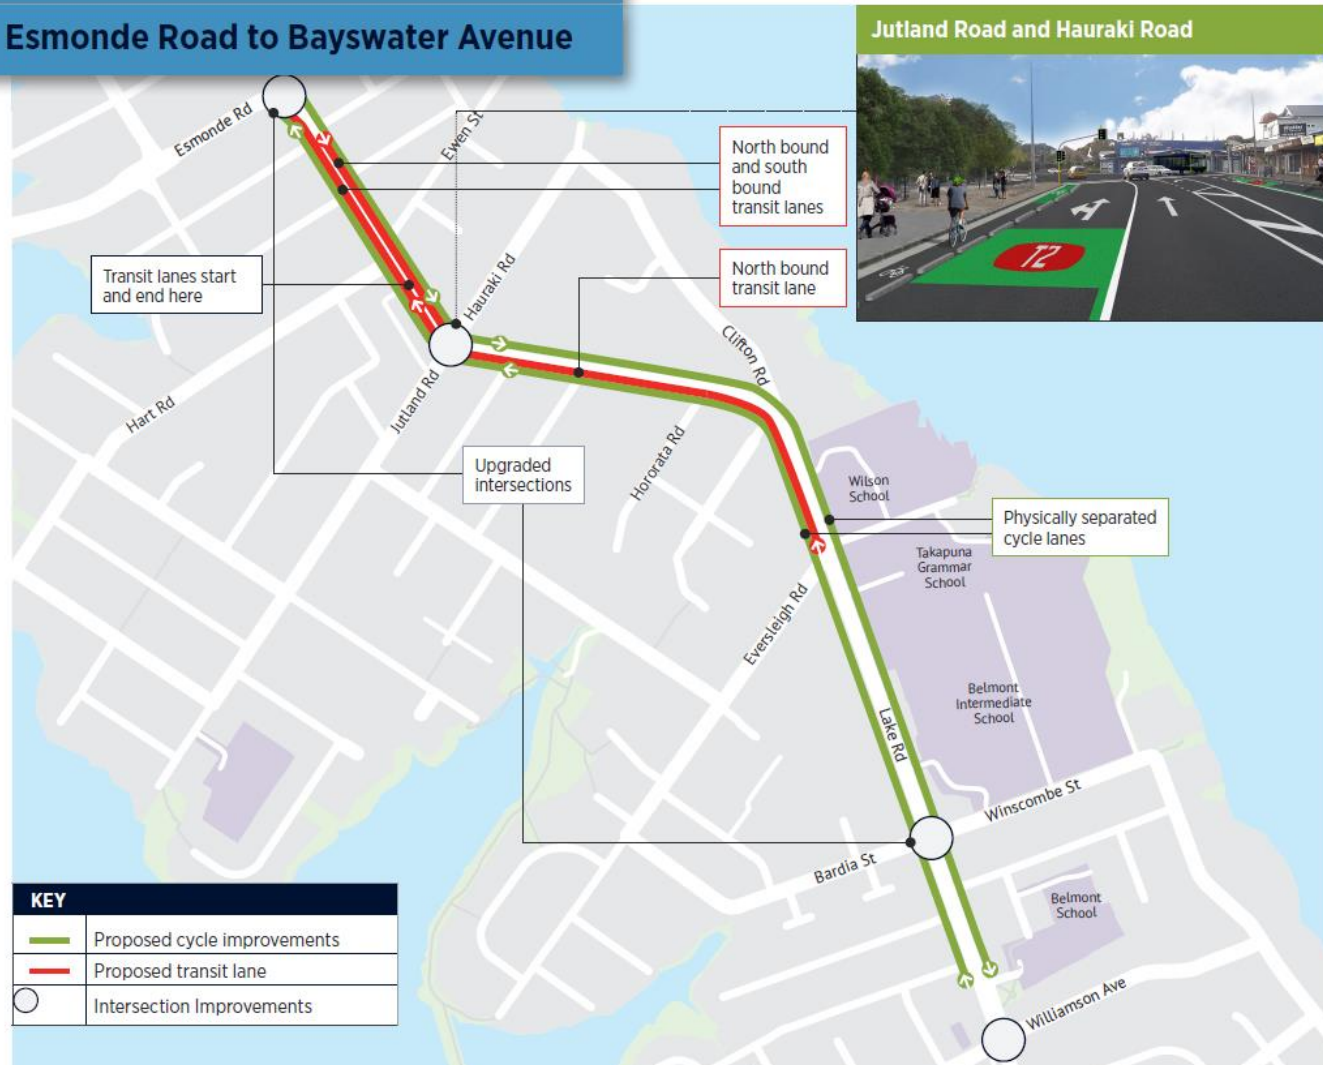 Esmonde Road to Bayswater Avenue
Jutland Road and Hauraki Road
T2
Esmonde Rd
Ewen St
North bound
and south
bound
transit lanes
Transit lanes start
and end here
North bound
transit lane
Hauraki Rd
Clifton Rd
Hart Rd
Jutland Rd
Hororata Rd
Upgraded
intersections
Wilson
School
Physically separated
cycle lanes
Takapuna
Grammar
School
Eversleigh Rd
Belmont
Intermediate
School
Lake Rd
Winscombe St
Bardia St
Belmont
School
Williamson Ave
KEY
Proposed cycle improvements
Proposed transit lane
Intersection Improvements